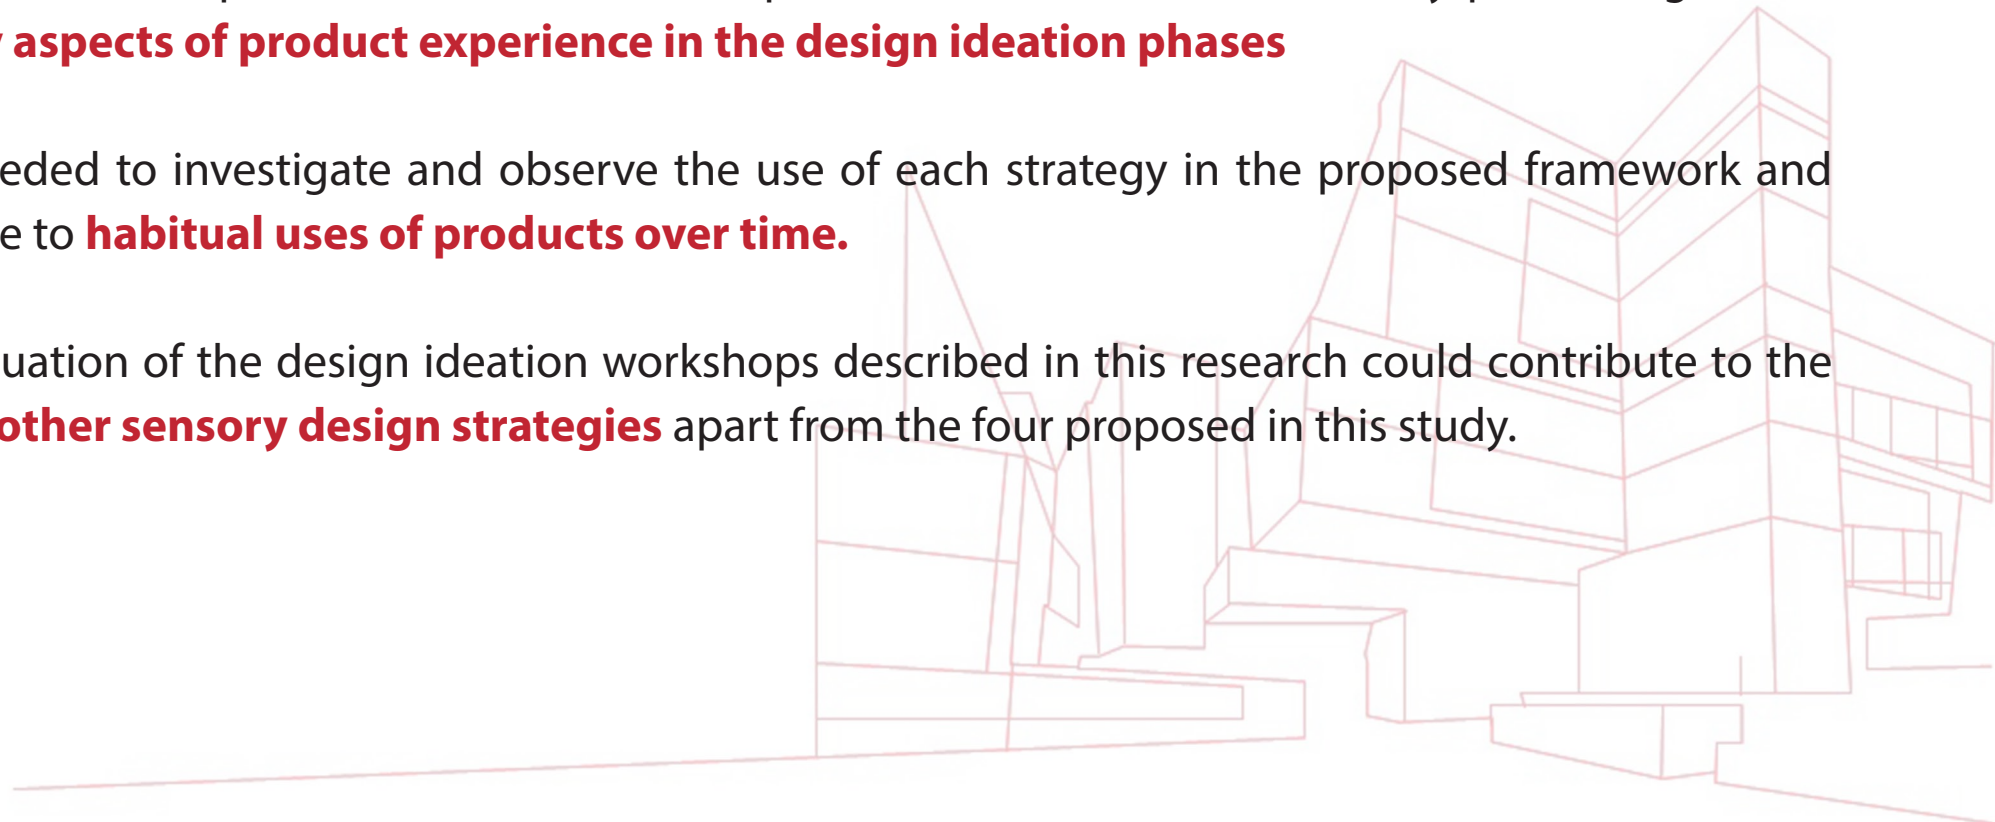 aspects of product experience in the design ideation phases
to investigate and observe the use of each strategy in the proposed framework and
to habitual uses of products over time.
of the design ideation workshops described in this research could contribute to the
other sensory design strategies apart from the four proposed in this study.